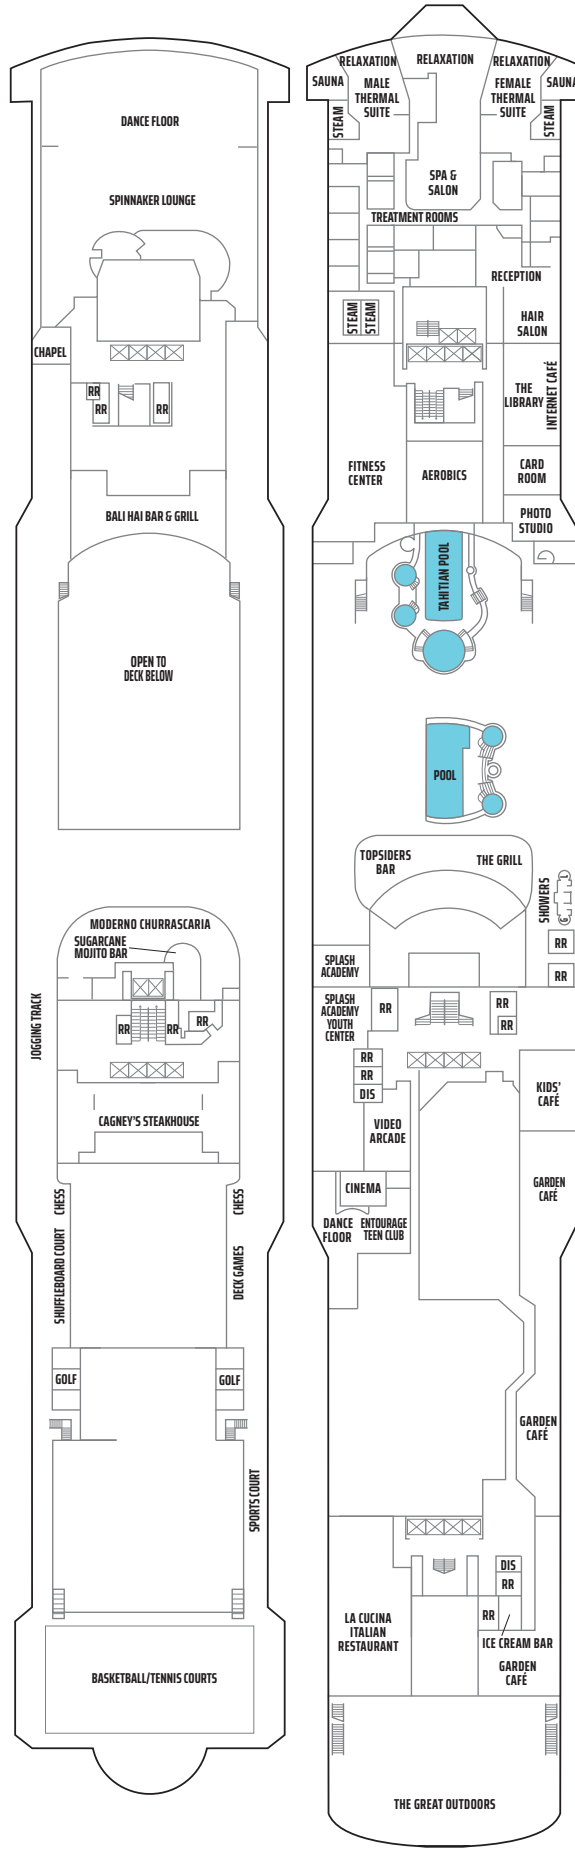 DANCE FLOOR
SPINNAKER LOUNGE
CHAPEL
RR
RR
RR
BALI HAI BAR & GRILL
OPEN TO
DECK BELOW
MODERNO CHURRASCARIA
SUGARCANE
MOJITO BAR
JOGGING TRACK
RR
RR
RR
CAGNEY'S STEAKHOUSE
CHESS
CHESS
SHUFFLEBOARD COURT
DECK GAMES
GOLF
GOLF
SPORTS COURT
BASKETBALL/TENNIS COURTS
RELAXATION
RELAXATION
RELAXATION
SAUNA
MALE
THERMAL
SUITE
FEMALE
THERMAL
SUITE
SAUNA
STEAM
STEAM
SPA &
SALON
TREATMENT ROOMS
RECEPTION
STEAM
STEAM
HAIR
SALON
THE
LIBRARY
INTERNET CAFÉ
FITNESS
CENTER
AEROBICS
CARD
ROOM
PHOTO
STUDIO
TAHITIAN POOL
POOL
TOPSIDERS
BAR
THE GRILL
SHOWERS
L
G
RR
RR
SPLASH
ACADEMY
SPLASH
ACADEMY
YOUTH
CENTER
RR
RR
RR
RR
RR
DIS
KIDS'
CAFÉ
VIDEO
ARCADE
CINEMA
GARDEN
CAFÉ
DANCE
FLOOR
ENTOURAGE
TEEN CLUB
GARDEN
CAFÉ
DIS
RR
RR
LA CUCINA
ITALIAN
RESTAURANT
ICE CREAM BAR
GARDEN
CAFÉ
THE GREAT OUTDOORS